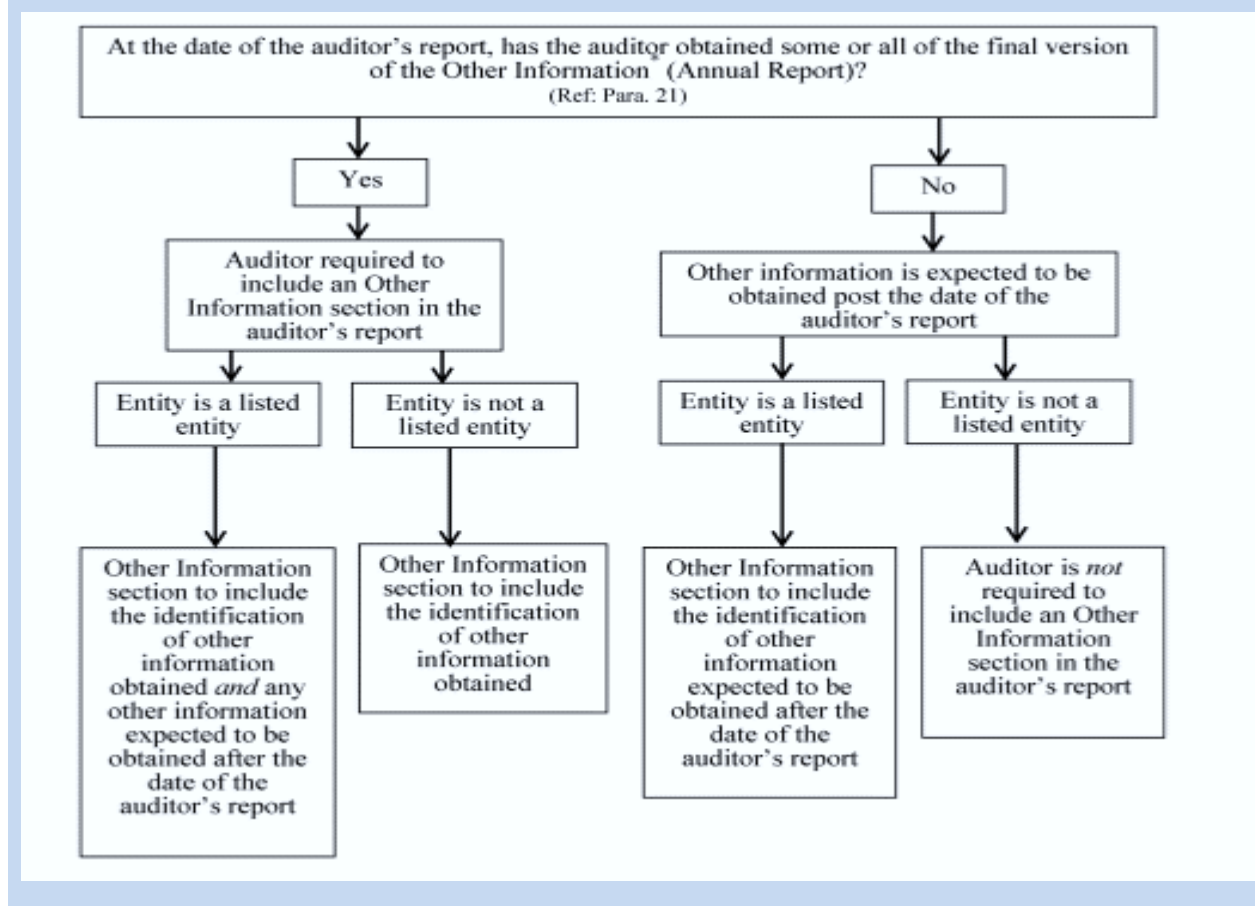 At the date of the auditor's report, has the auditor obtained some or all of the final version
of the Other Information* (Annual Report)?
(Ref: Para. 21)
Yes
No
Auditor required to
include an Other
Information section in the
auditor's report
Other information is expected to be
obtained post the date of the
auditor's report
Entity is a listed
entity
Entity is not a
listed entity
Entity is a listed
entity
Entity is not a
listed entity
Other Information
section to include
the identification
of other
information
obtained and any
other information
expected to be
obtained after the
date of the
auditor's report
Other Information
section to include
the identification
of other
information
obtained
Other Information
section to include
the identification
of other
information
expected to be
obtained after the
date of the
auditor's report
Auditor is not
required to
include an Other
Information
section in the
auditor's report